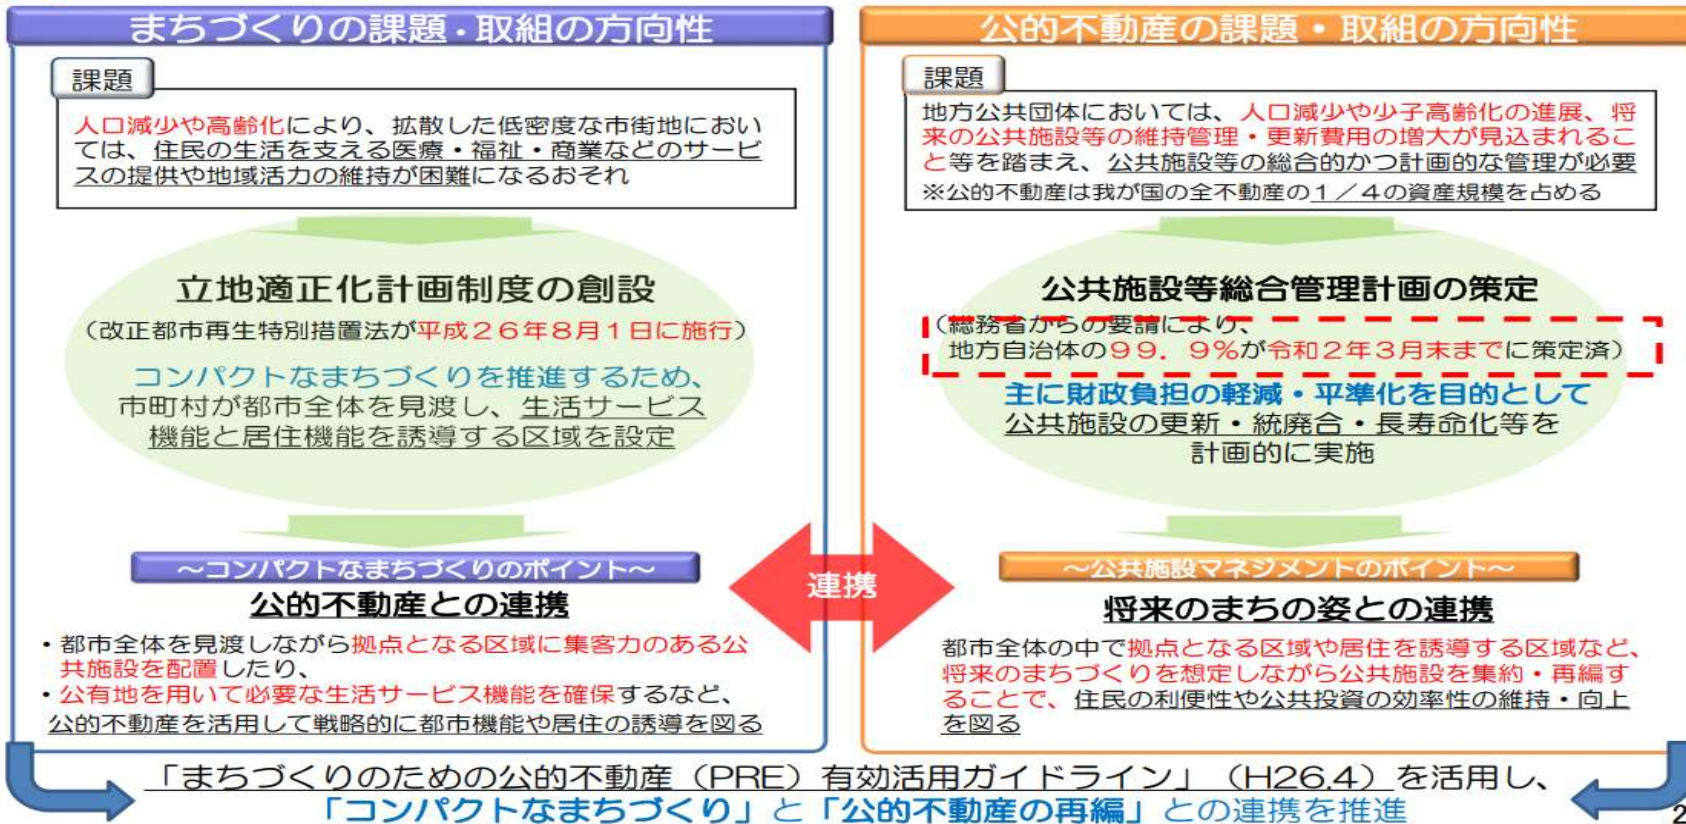 まちづくりの課題・取組の方向性
課題
人口減少や高齢化により、拡散した低密度な市街地におい
ては、住民の生活を支える医療・福祉・商業などのサービ
スの提供や地域活力の維持が困難になるおそれ
立地適正化計画制度の創設
（改正都市再生特別措置法が平成２６年８月１日に施行）
コンパクトなまちづくりを推進するため、
市町村が都市全体を見渡し、生活サービス
機能と居住機能を誘導する区域を設定
～コンパクトなまちづくりのポイント～
公的不動産との連携
・都市全体を見渡しながら拠点となる区域に集客力のある公
共施設を配置したり、
・公有地を用いて必要な生活サービス機能を確保するなど、
公的不動産を活用して戦略的に都市機能や居住の誘導を図る
連携
公的不動産の課題・取組の方向性
課題
地方公共団体においては、人口減少や少子高齢化の進展、将
来の公共施設等の維持管理・更新費用の増大が見込まれるこ
と等を踏まえ、公共施設等の総合的かつ計画的な管理が必要
※公的不動産は我が国の全不動産の１／４の資産規模を占める
公共施設等総合管理計画の策定
（総務省からの要請により、
地方自治体の９９．９％が令和２年３月末までに策定済）
主に財政負担の軽減・平準化を目的として
公共施設の更新・統廃合・長寿命化等を
計画的に実施
～公共施設マネジメントのポイント～
将来のまちの姿との連携
都市全体の中で拠点となる区域や居住を誘導する区域など、
将来のまちづくりを想定しながら公共施設を集約・再編す
ることで、住民の利便性や公共投資の効率性の維持・向上
を図る
「まちづくりのための公的不動産（PRE）有効活用ガイドライン」（H26.4）を活用し、
「コンパクトなまちづくり」と「公的不動産の再編」との連携を推進
2